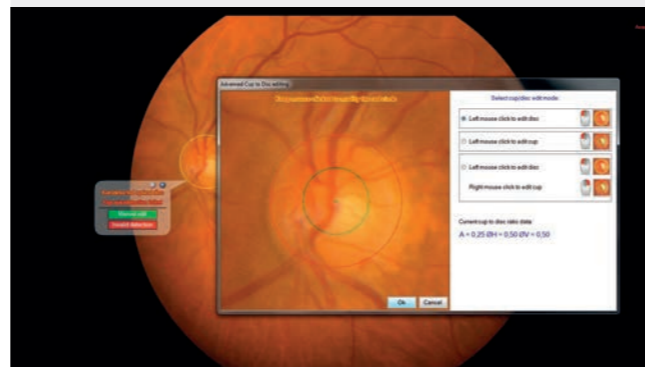 Advanced Cup to Disc editing
Select cup/disc edit mode:
Left mouse click to edit disc
Left mouse click to edit cup
Left mouse click to edit disc
Right mouse click to edit cup
Current cup to disc ratio data:
A = 0,25 ØH = 0,50 ØV = 0,50
Ok Cancel
Manual edit
Invalid detection